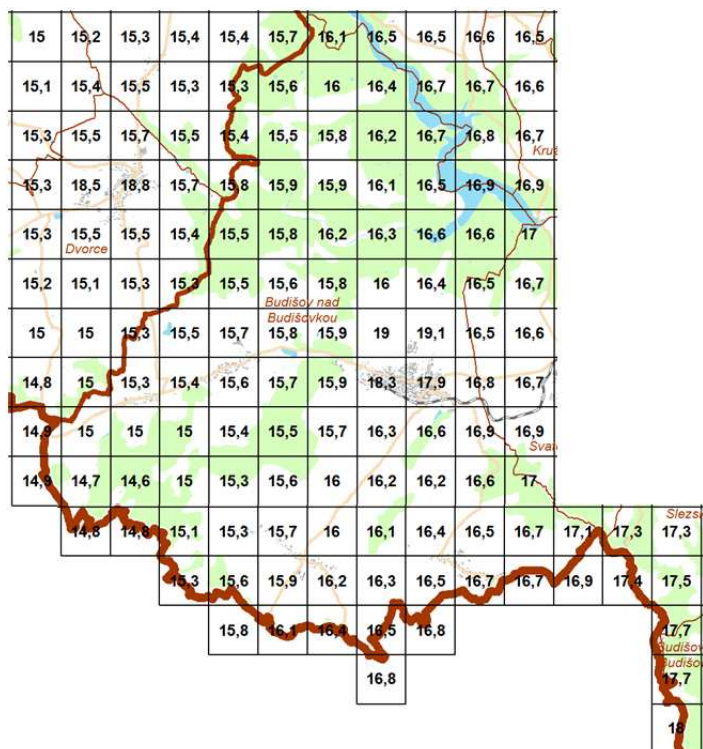 15 15,2 15,3 15,4 15,4 15,7 16,1 16,5 16,5 16,6 16,5
15,1 15,4 15,5 15,3 15,3 15,6 16 16,4 16,7 16,7 16,6
15,3 15,5 15,7 15,5 15,4 15,5 15,8 16,2 16,7 16,8 16,7
Kru
15,3 18,5 18,8 15,7 15,8 15,9 15,9 16,1 16,5 16,9 16,9
15,3 15,5 15,5 15,4 15,5 15,8 16,2 16,3 16,6 16,6 17
Dvorce
15,2 15,1 15,3 15,3 15,5 15,6 15,8 16 16,4 16,5 16,7
Budišov nad
Budišovkou
15 15 15,3 15,5 15,7 15,8 15,9 19 19,1 16,5 16,6
14,8 15 15,3 15,4 15,6 15,7 15,9 18,3 17,9 16,8 16,7
14,9 15 15 15 15,4 15,5 15,7 16,3 16,6 16,9 16,9
Svat
14,9 14,7 14,6 15 15,3 15,6 16 16,2 16,2 16,6 17
Slezs
14,8 14,8 15,1 15,3 15,7 16 16,1 16,4 16,5 16,7 17,1 17,3 17,3
15,3 15,6 15,9 16,2 16,3 16,5 16,7 16,7 16,9 17,4 17,5
15,8 16,1 16,4 16,5 16,8 17,7
Budišov
Budišo
16,8 17,7
18